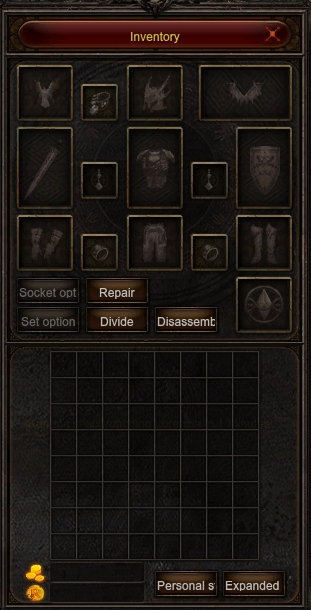 Inventory
Socket opt
Repair
Set option
Divide
Disassemb
Personal s
Expanded